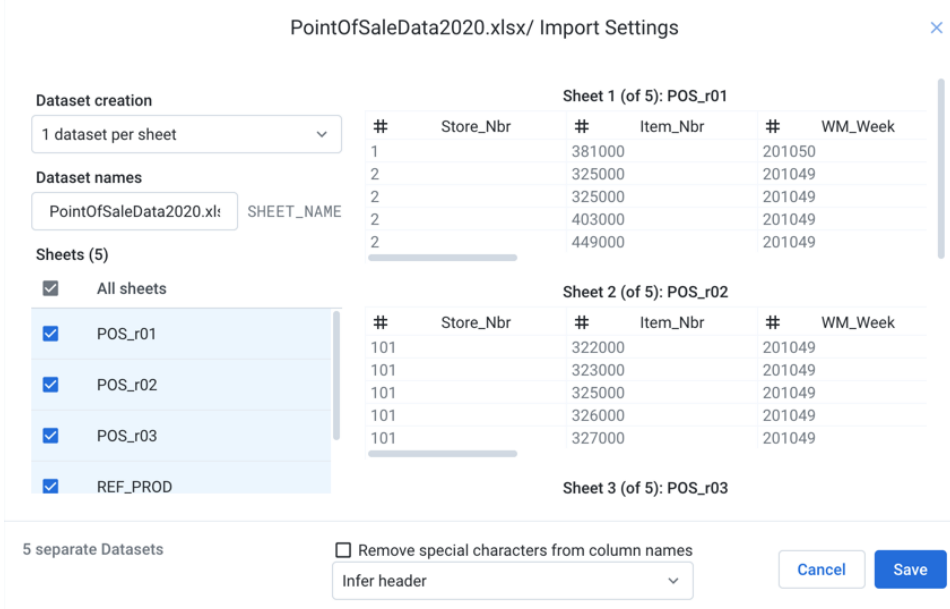 PointOfSaleData2020.xlsx/ Import Settings
Dataset creation
1 dataset per sheet
Dataset names
PointOfSaleData2020.xls SHEET_NAME
Sheets (5)
All sheets
POS_r01
POS_r02
POS_r03
REF_PROD
Sheet 1 (of 5): POS_r01
# Store_Nbr # Item_Nbr # WM_Week
1 381000 201050
2 325000 201049
2 325000 201049
2 403000 201049
2 449000 201049
Sheet 2 (of 5): POS_r02
# Store_Nbr # Item_Nbr # WM_Week
101 322000 201049
101 323000 201049
101 325000 201049
101 326000 201049
101 327000 201049
Sheet 3 (of 5): POS_r03
5 separate Datasets
Remove special characters from column names
Infer header
Cancel
Save